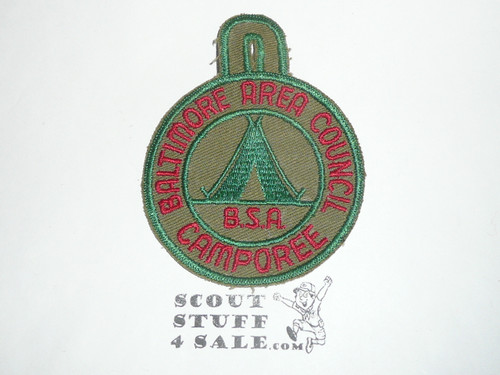 BALTIMORE AREA COUNCIL
B.S.A.
CAMPOREE
SCOUT
STUFF
4 SALE.COM